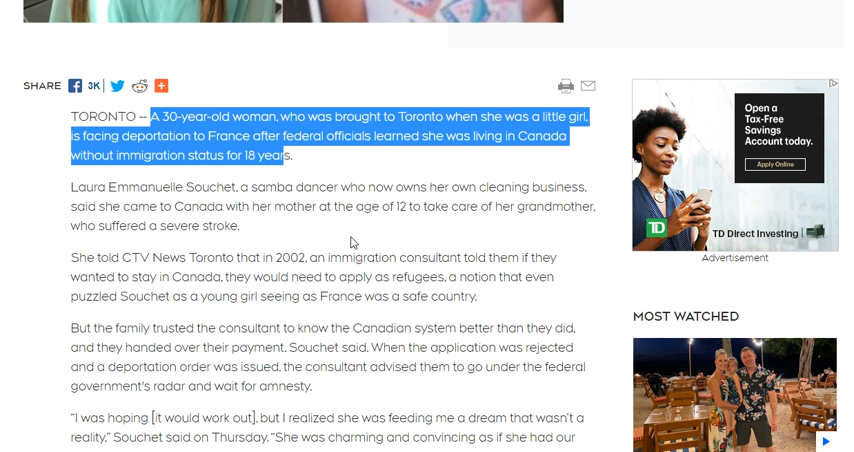 SHARE 3K
TORONTO -- A 30-year-old woman, who was brought to Toronto when she was a little girl,
is facing deportation to France after federal officials learned she was living in Canada
without immigration status for 18 years.
Laura Emmanuelle Souchet, a samba dancer who now owns her own cleaning business,
said she came to Canada with her mother at the age of 12 to take care of her grandmother,
who suffered a severe stroke.
She told CTV News Toronto that in 2002, an immigration consultant told them if they
wanted to stay in Canada, they would need to apply as refugees, a notion that even
puzzled Souchet as a young girl seeing as France was a safe country.
But the family trusted the consultant to know the Canadian system better than they did,
and they handed over their payment, Souchet said. When the application was rejected
and a deportation order was issued, the consultant advised them to go under the federal
government's radar and wait for amnesty.
“I was hoping [it would work out], but I realized she was feeding me a dream that wasn’t a
reality,” Souchet said on Thursday. “She was charming and convincing as if she had our
Open a
Tax-Free
Savings
Account today.
Apply Online
TD
TD Direct Investing
Advertisement
MOST WATCHED